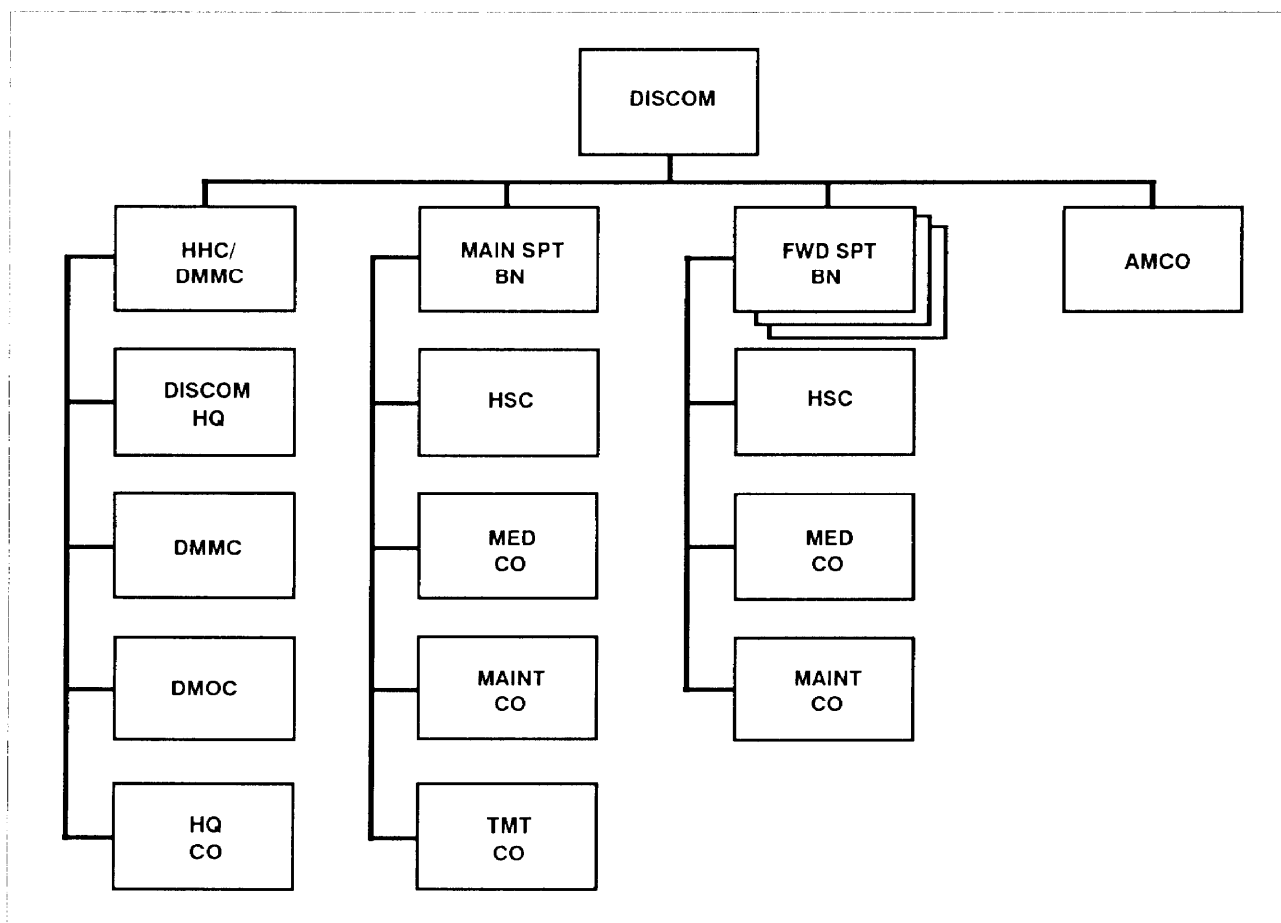 DISCOM
HHC/
DMMC
MAIN SPT
BN
FWD SPT
BN
AMCO
DISCOM
HQ
HSC
HSC
DMMC
MED
CO
MED
CO
DMOC
MAINT
CO
MAINT
CO
HQ
CO
TMT
CO